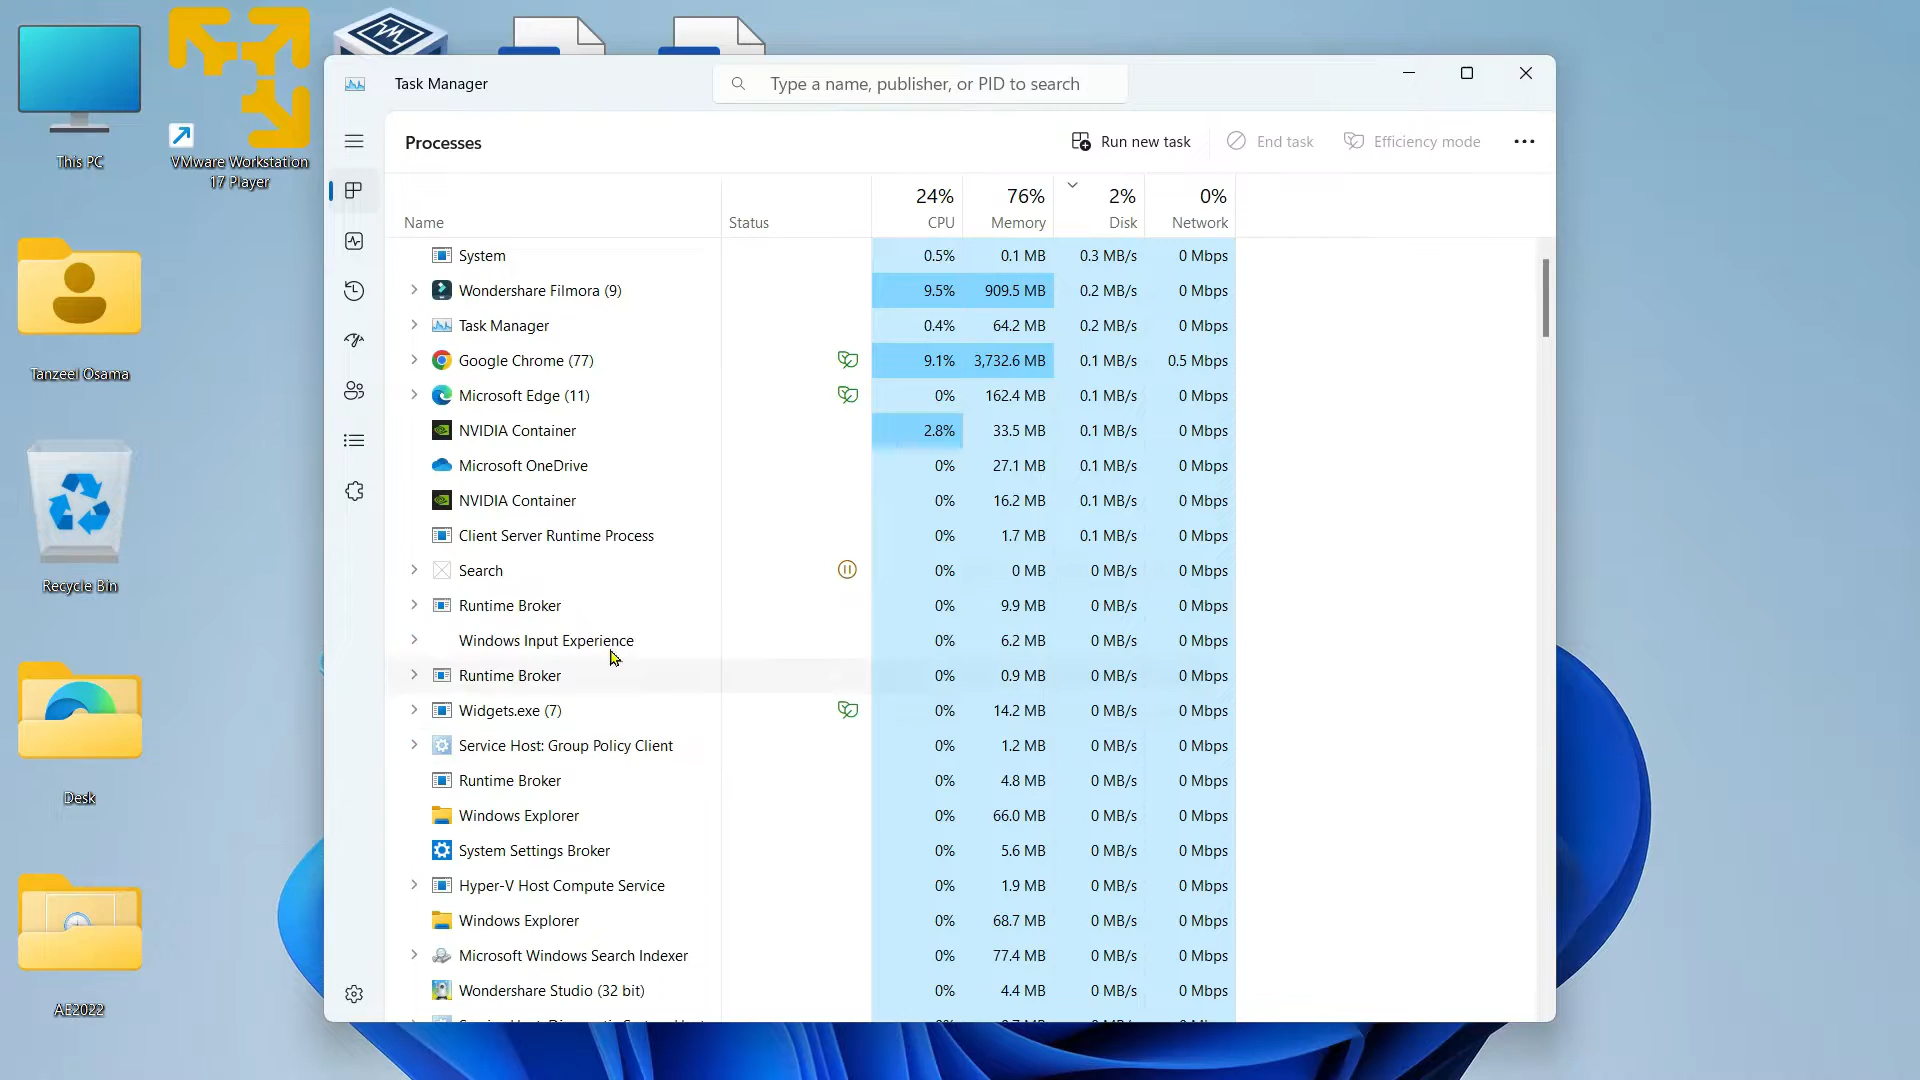 This PC
VMware Workstation
17 Player
Tanzeel Osama
Recycle Bin
Desk
AE2022
Task Manager
Type a name, publisher, or PID to search
Processes
Run new task
End task
Efficiency mode
Name Status 24% CPU 76% Memory 2% Disk 0% Network
System 0.5% 0.1 MB 0.3 MB/s 0 Mbps
Wondershare Filmora (9) 9.5% 909.5 MB 0.2 MB/s 0 Mbps
Task Manager 0.4% 64.2 MB 0.2 MB/s 0 Mbps
Google Chrome (77) 9.1% 3,732.6 MB 0.1 MB/s 0.5 Mbps
Microsoft Edge (11) 0% 162.4 MB 0.1 MB/s 0 Mbps
NVIDIA Container 2.8% 33.5 MB 0.1 MB/s 0 Mbps
Microsoft OneDrive 0% 27.1 MB 0.1 MB/s 0 Mbps
NVIDIA Container 0% 16.2 MB 0.1 MB/s 0 Mbps
Client Server Runtime Process 0% 1.7 MB 0.1 MB/s 0 Mbps
Search 0% 0 MB 0 MB/s 0 Mbps
Runtime Broker 0% 9.9 MB 0 MB/s 0 Mbps
Windows Input Experience 0% 6.2 MB 0 MB/s 0 Mbps
Runtime Broker 0% 0.9 MB 0 MB/s 0 Mbps
Widgets.exe (7) 0% 14.2 MB 0 MB/s 0 Mbps
Service Host: Group Policy Client 0% 1.2 MB 0 MB/s 0 Mbps
Runtime Broker 0% 4.8 MB 0 MB/s 0 Mbps
Windows Explorer 0% 66.0 MB 0 MB/s 0 Mbps
System Settings Broker 0% 5.6 MB 0 MB/s 0 Mbps
Hyper-V Host Compute Service 0% 1.9 MB 0 MB/s 0 Mbps
Windows Explorer 0% 68.7 MB 0 MB/s 0 Mbps
Microsoft Windows Search Indexer 0% 77.4 MB 0 MB/s 0 Mbps
Wondershare Studio (32 bit) 0% 4.4 MB 0 MB/s 0 Mbps